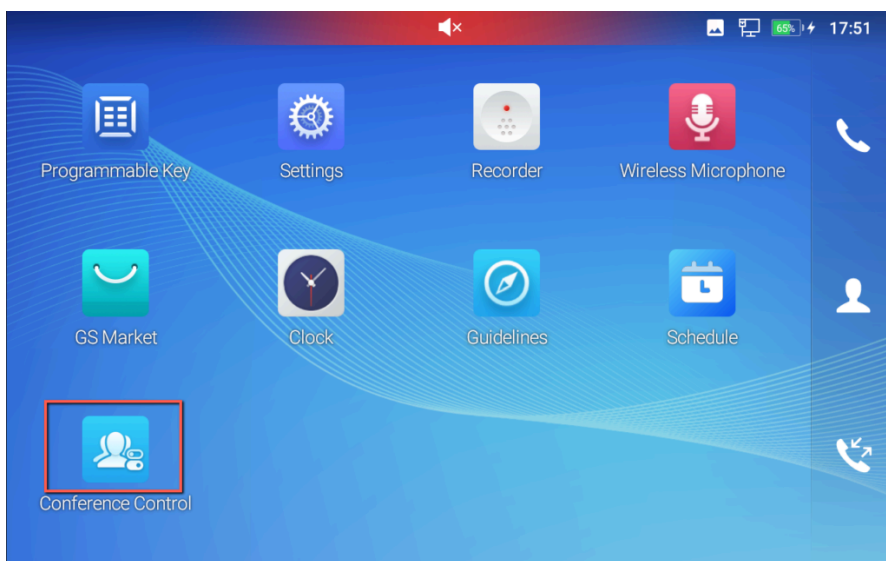 65% 17:51
Programmable Key Settings Recorder Wireless Microphone
GS Market Clock Guidelines Schedule
Conference Control